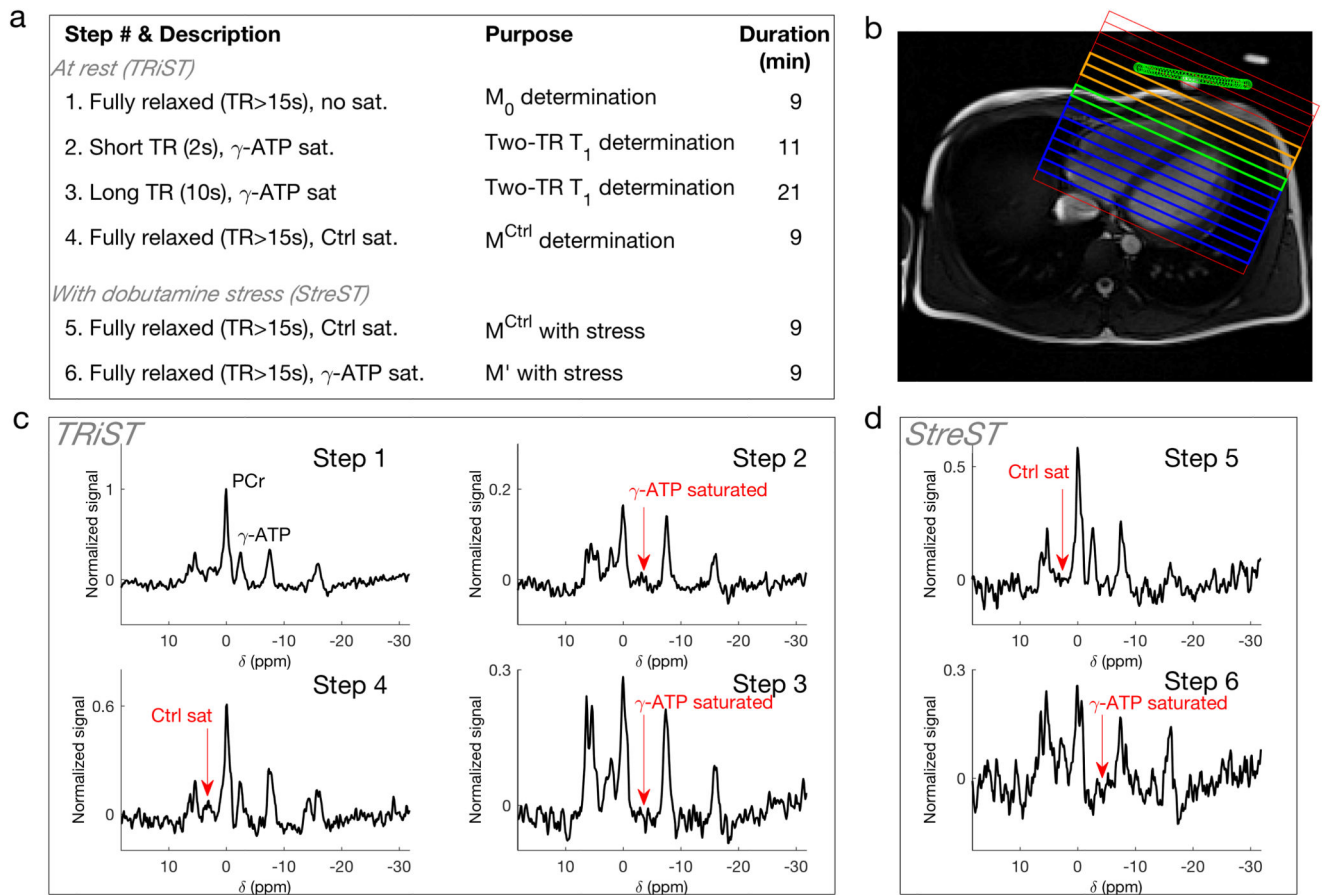 a
Step # & Description Purpose Duration (min)
At rest (TRiST)
1. Fully relaxed (TR>15s), no sat. M0 determination 9
2. Short TR (2s), γ-ATP sat. Two-TR T1 determination 11
3. Long TR (10s), γ-ATP sat Two-TR T1 determination 21
4. Fully relaxed (TR>15s), Ctrl sat. M^Ctrl determination 9
With dobutamine stress (StreST)
5. Fully relaxed (TR>15s), Ctrl sat. M^Ctrl with stress 9
6. Fully relaxed (TR>15s), γ-ATP sat. M' with stress 9
b
c
TRiST
Step 1
PCr
γ-ATP
Normalized signal
1
0
10 0 -10 -20 -30
δ (ppm)
Step 2
γ-ATP saturated
Normalized signal
0.2
0
10 0 -10 -20 -30
δ (ppm)
Step 4
Ctrl sat
Normalized signal
0.6
0
10 0 -10 -20 -30
δ (ppm)
Step 3
γ-ATP saturated
Normalized signal
0.3
0
-0.1
10 0 -10 -20 -30
δ (ppm)
d
StreST
Step 5
Ctrl sat
Normalized signal
0.5
0
10 0 -10 -20 -30
δ (ppm)
Step 6
γ-ATP saturated
Normalized signal
0.3
0
10 0 -10 -20 -30
δ (ppm)